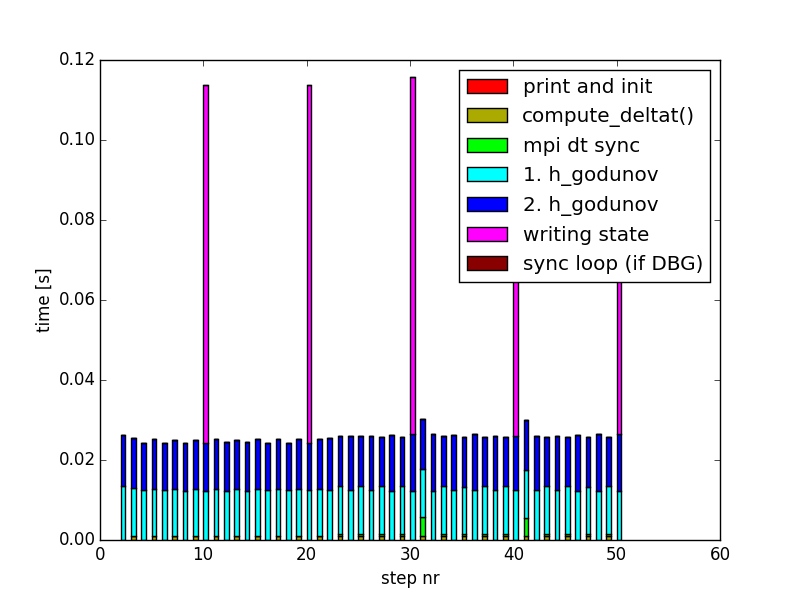 0.12
0.10
0.08
0.06
0.04
0.02
0.00
time [s]
print and init
compute_deltat()
mpi dt sync
1. h_godunov
2. h_godunov
writing state
sync loop (if DBG)
0 10 20 30 40 50 60
step nr